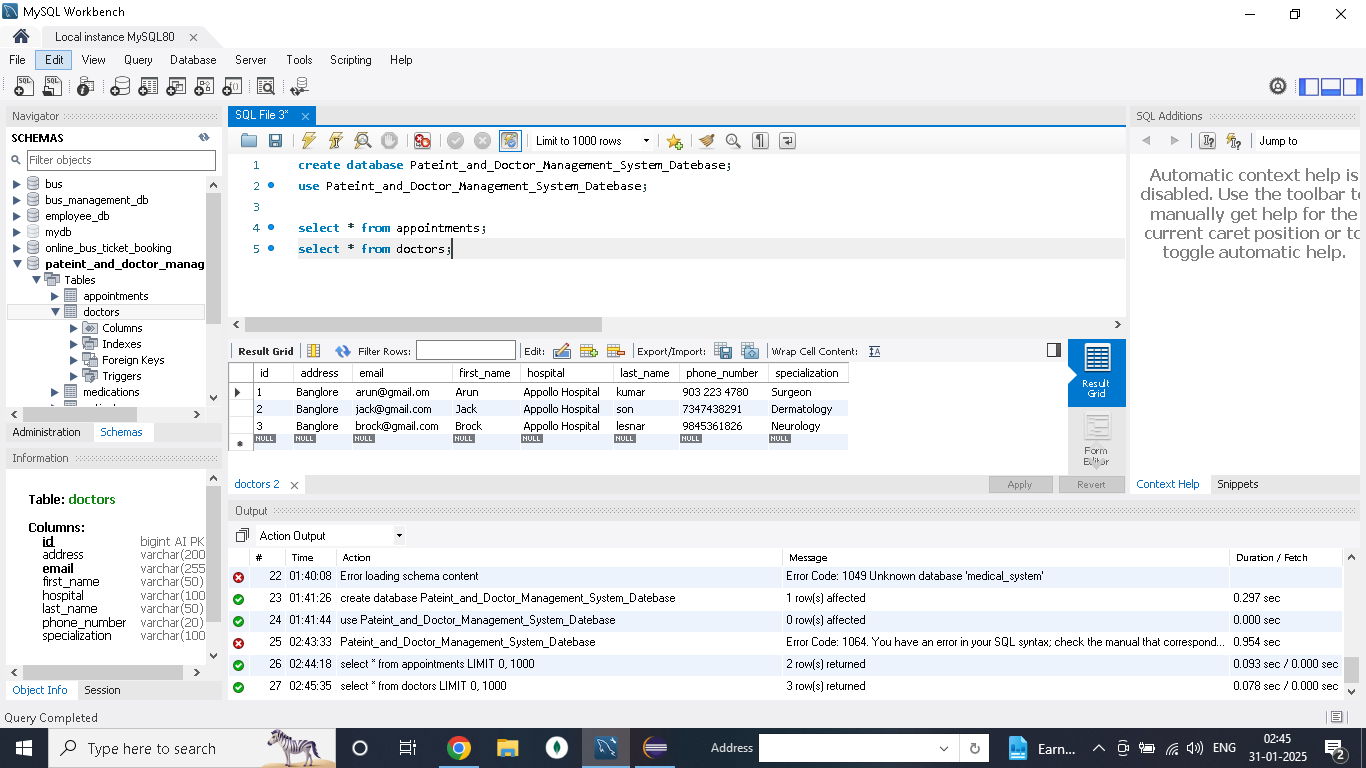 MySQL Workbench
Local instance MySQL80
File Edit View Query Database Server Tools Scripting Help
Navigator
SCHEMAS
Filter objects
bus
bus_management_db
employee_db
mydb
online_bus_ticket_booking
pateint_and_doctor_manag
Tables
appointments
doctors
Columns
Indexes
Foreign Keys
Triggers
medications
Administration Schemas
Information
Table: doctors
Columns:
id bigint AI PK
address varchar(200
email varchar(255
first_name varchar(50)
hospital varchar(100
last_name varchar(50)
phone_number varchar(20)
specialization varchar(100
Object Info Session
SQL File 3*
Limit to 1000 rows
1 create database Pateint_and_Doctor_Management_System_Datebase;
2 use Pateint_and_Doctor_Management_System_Datebase;
3
4 select * from appointments;
5 select * from doctors;
Result Grid Filter Rows: Edit: Export/Import: Wrap Cell Content:
id address email first_name hospital last_name phone_number specialization
1 Banglore arun@gmail.om Arun Appollo Hospital kumar 903 223 4780 Surgeon
2 Banglore jack@gmail.com Jack Appollo Hospital son 7347438291 Dermatology
3 Banglore brock@gmail.com Brock Appollo Hospital lesnar 9845361826 Neurology
NULL NULL NULL NULL NULL NULL NULL NULL
Result
Grid
Form
Editor
doctors 2
Apply Revert
SQL Additions
Jump to
Automatic context help is
disabled. Use the toolbar to
manually get help for the
current caret position or to
toggle automatic help.
Context Help Snippets
Output
Action Output
# Time Action Message Duration / Fetch
22 01:40:08 Error loading schema content Error Code: 1049 Unknown database 'medical_system'
23 01:41:26 create database Pateint_and_Doctor_Management_System_Datebase 1 row(s) affected 0.297 sec
24 01:41:44 use Pateint_and_Doctor_Management_System_Datebase 0 row(s) affected 0.000 sec
25 02:43:33 Pateint_and_Doctor_Management_System_Datebase Error Code: 1064. You have an error in your SQL syntax; check the manual that correspond... 0.954 sec
26 02:44:18 select * from appointments LIMIT 0, 1000 2 row(s) returned 0.093 sec / 0.000 sec
27 02:45:35 select * from doctors LIMIT 0, 1000 3 row(s) returned 0.078 sec / 0.000 sec
Query Completed
Type here to search
Address
Earn...
ENG
02:45
31-01-2025
2